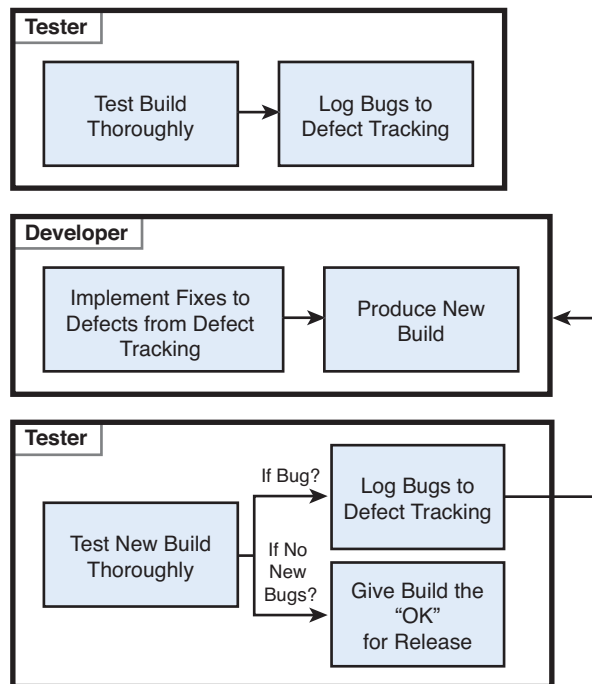 Tester
Test Build
Thoroughly
Log Bugs to
Defect Tracking
Developer
Implement Fixes to
Defects from Defect
Tracking
Produce New
Build
Tester
Test New Build
Thoroughly
If Bug?
Log Bugs to
Defect Tracking
If No
New
Bugs?
Give Build the
“OK”
for Release